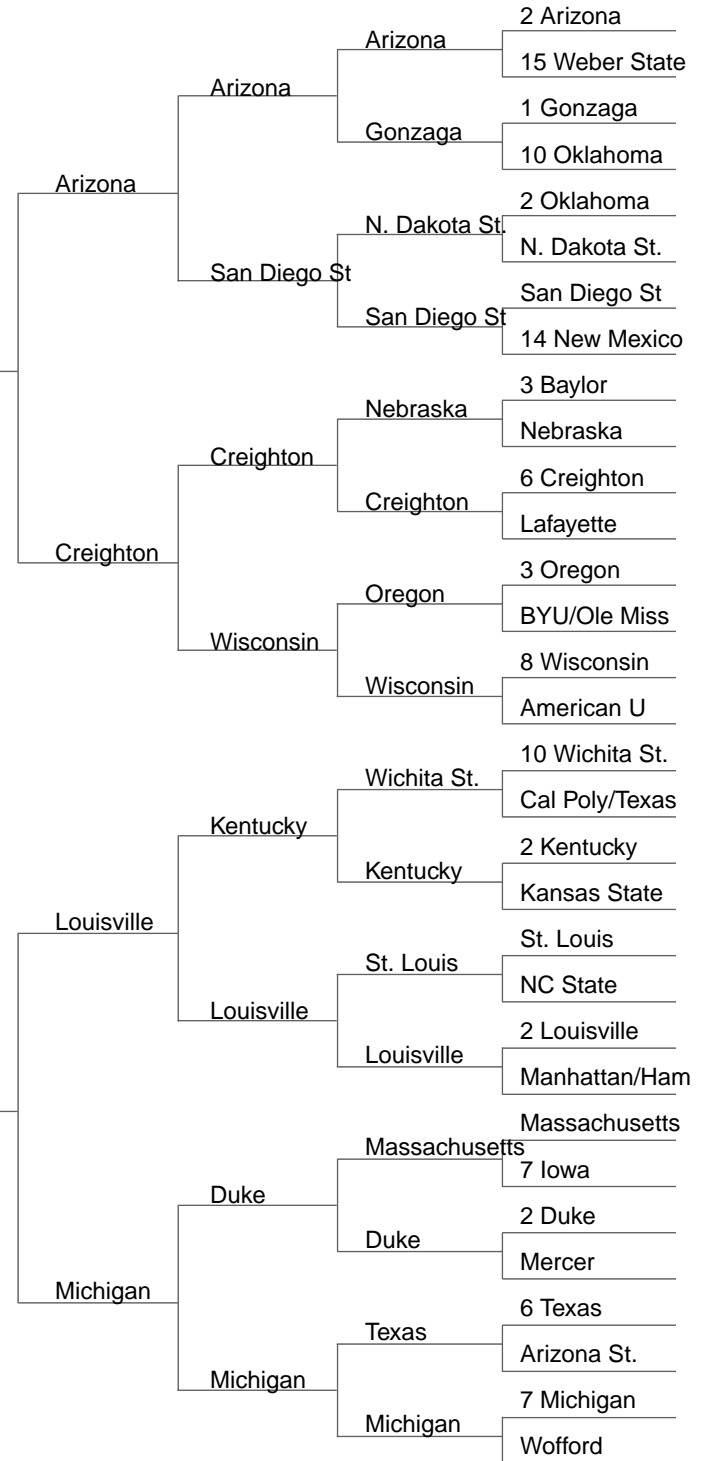 2 Arizona
Arizona
15 Weber State
Arizona
1 Gonzaga
Gonzaga
10 Oklahoma
Arizona
2 Oklahoma
N. Dakota St.
N. Dakota St.
San Diego St
San Diego St
San Diego St
14 New Mexico
3 Baylor
Nebraska
Nebraska
Creighton
6 Creighton
Creighton
Lafayette
Creighton
3 Oregon
Oregon
BYU/Ole Miss
Wisconsin
8 Wisconsin
Wisconsin
American U
10 Wichita St.
Wichita St.
Cal Poly/Texas
Kentucky
2 Kentucky
Kentucky
Kansas State
Louisville
St. Louis
St. Louis
NC State
Louisville
2 Louisville
Louisville
Manhattan/Ham
Massachusetts
Massachusetts
7 Iowa
Duke
2 Duke
Duke
Mercer
Michigan
6 Texas
Texas
Arizona St.
Michigan
7 Michigan
Michigan
Wofford